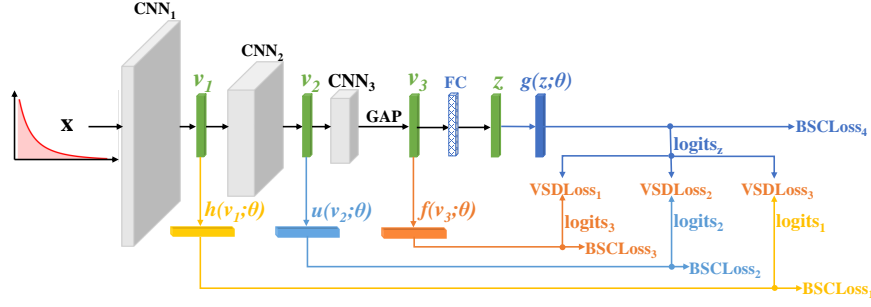 CNN₁
CNN₂
CNN₃
v₁
v₂
v₃
FC
z
g(z;θ)
x
GAP
BSCLoss₄
logits_z
VSDLoss₁
VSDLoss₂
VSDLoss₃
h(v₁;θ)
u(v₂;θ)
f(v₃;θ)
logits₃
logits₂
logits₁
BSCLoss₃
BSCLoss₂
BSCLoss₁